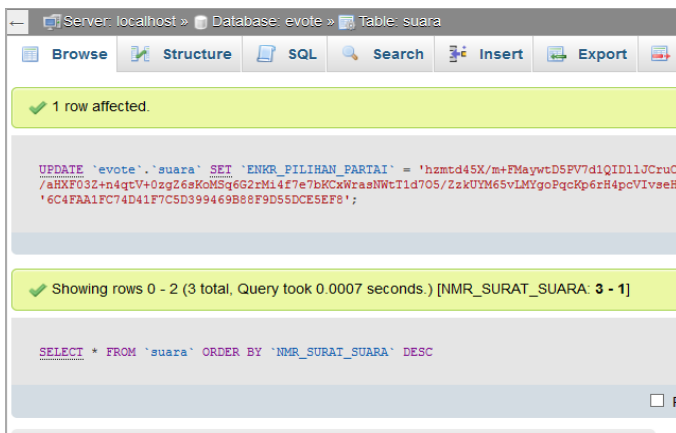 ← Server: localhost » Database: evote » Table: suara
Browse Structure SQL Search Insert Export
1 row affected.
UPDATE `evote`.`suara` SET `ENKR_PILIHAN_PARTAI` = 'hzmtd45X/m+FMaywtD5PV7d1QID1lJCruC
/aHXF03Z+n4qtV+0zgZ6sKoMSq6G2rMi4f7e7bKCxWrasNWtT1d7O5/ZzkUYM65vLMYgoPqcKp6rH4pcVIvseH
'6C4FAA1FC74D41F7C5D399469B88F9D55DCE5EF8';
Showing rows 0 - 2 (3 total, Query took 0.0007 seconds.) [NMR_SURAT_SUARA: 3 - 1]
SELECT * FROM `suara` ORDER BY `NMR_SURAT_SUARA` DESC